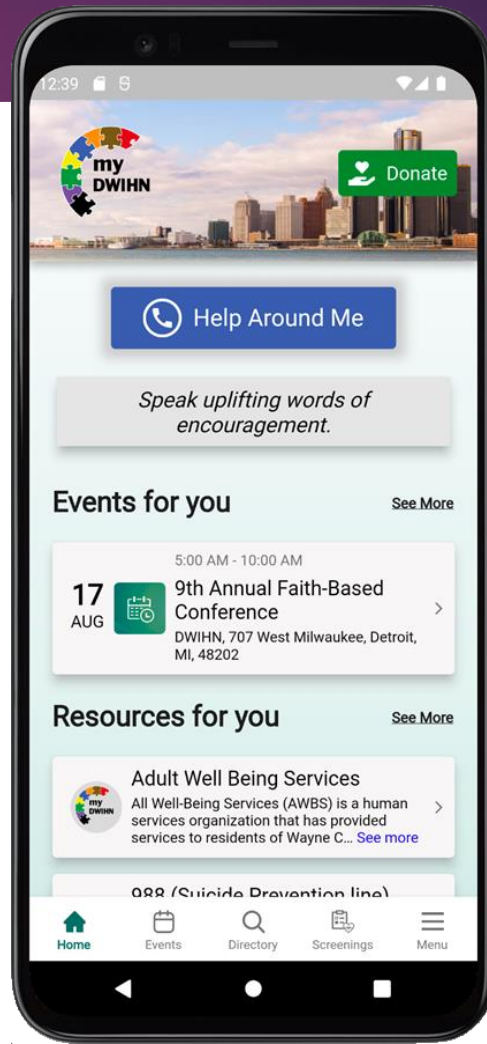 12:39
my
DWIHN
Donate
Help Around Me
Speak uplifting words of
encouragement.
Events for you
See More
5:00 AM - 10:00 AM
17
AUG
9th Annual Faith-Based
Conference
DWIHN, 707 West Milwaukee, Detroit,
MI, 48202
Resources for you
See More
my
DWIHN
Adult Well Being Services
All Well-Being Services (AWBS) is a human
services organization that has provided
services to residents of Wayne C... See more
988 (Suicide Prevention line)
Home
Events
Directory
Screenings
Menu